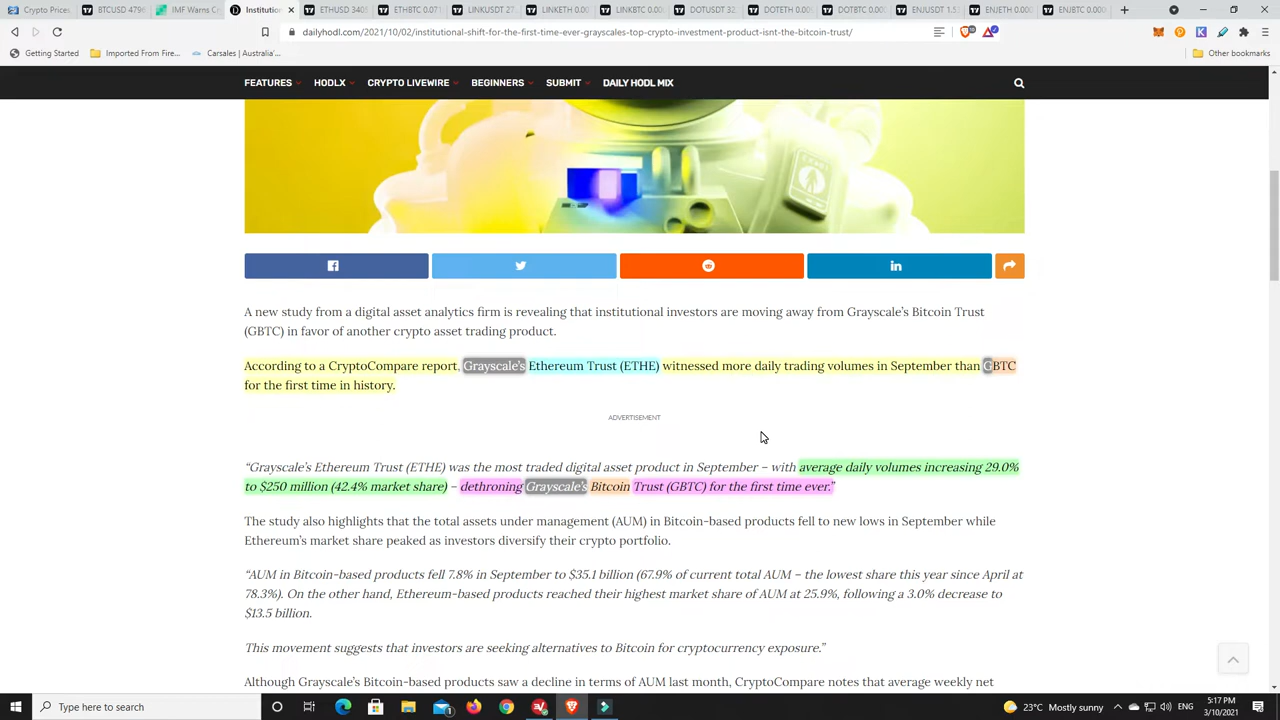 Crypto Prices
BTCUSD 4796
IMF Warns C
Institution
ETHUSD 340
ETHBTC 0.071
LINKUSDT 27
LINKETH 0.00
LINKBTC 0.00
DOTUSDT 32
DOTETH 0.00
DOTBTC 0.00
ENJUSDT 1.5
ENJETH 0.00
ENJBTC 0.00
dailyhodl.com/2021/10/02/institutional-shift-for-the-first-time-ever-grayscales-top-crypto-investment-product-isnt-the-bitcoin-trust/
Getting Started
Imported From Fire...
Carsales | Australia'...
Other bookmarks
FEATURES HODLX CRYPTO LIVEWIRE BEGINNERS SUBMIT DAILY HODL MIX
A new study from a digital asset analytics firm is revealing that institutional investors are moving away from Grayscale's Bitcoin Trust
(GBTC) in favor of another crypto asset trading product.
According to a CryptoCompare report, Grayscale's Ethereum Trust (ETHE) witnessed more daily trading volumes in September than GBTC
for the first time in history.
ADVERTISEMENT
“Grayscale's Ethereum Trust (ETHE) was the most traded digital asset product in September – with average daily volumes increasing 29.0%
to $250 million (42.4% market share) – dethroning Grayscale's Bitcoin Trust (GBTC) for the first time ever.”
The study also highlights that the total assets under management (AUM) in Bitcoin-based products fell to new lows in September while
Ethereum's market share peaked as investors diversify their crypto portfolio.
“AUM in Bitcoin-based products fell 7.8% in September to $35.1 billion (67.9% of current total AUM – the lowest share this year since April at
78.3%). On the other hand, Ethereum-based products reached their highest market share of AUM at 25.9%, following a 3.0% decrease to
$13.5 billion.
This movement suggests that investors are seeking alternatives to Bitcoin for cryptocurrency exposure.”
Although Grayscale's Bitcoin-based products saw a decline in terms of AUM last month, CryptoCompare notes that average weekly net
Type here to search
23°C Mostly sunny
ENG
5:17 PM
3/10/2021